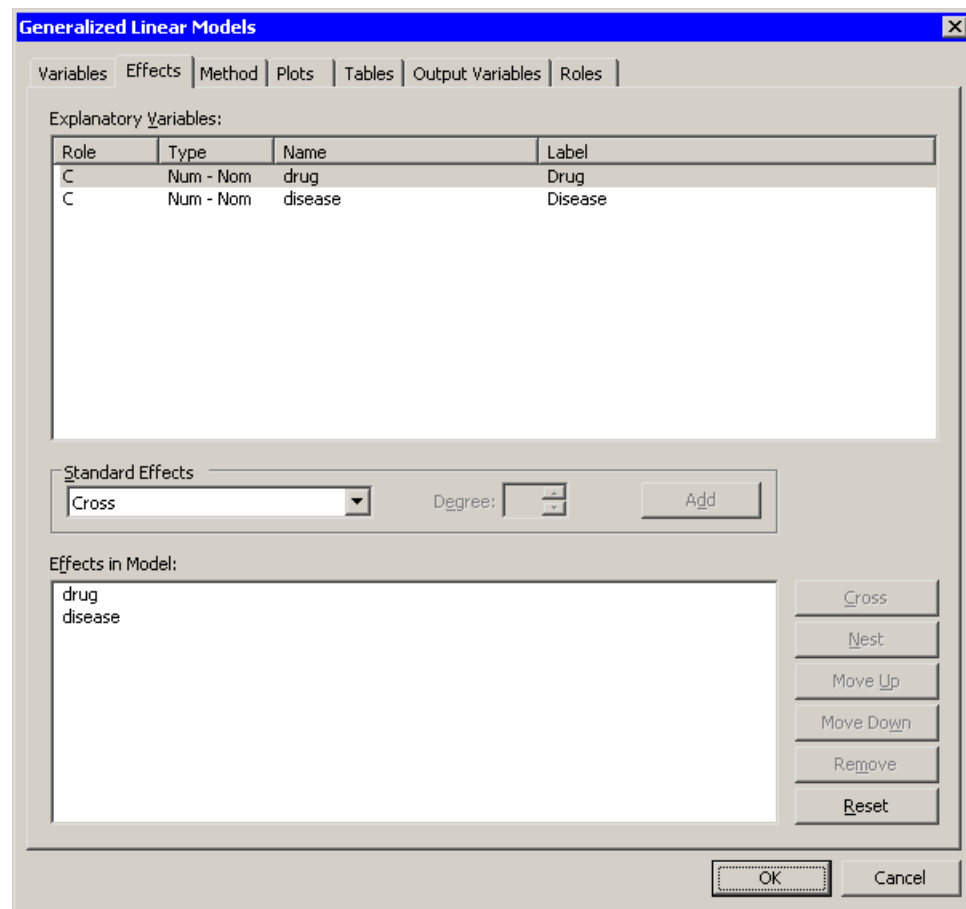 Generalized Linear Models
Variables Effects Method Plots Tables Output Variables Roles
Explanatory Variables:
Role Type Name Label
C Num - Nom drug Drug
C Num - Nom disease Disease
Standard Effects
Cross Degree: Add
Effects in Model:
drug
disease
Cross
Nest
Move Up
Move Down
Remove
Reset
OK Cancel